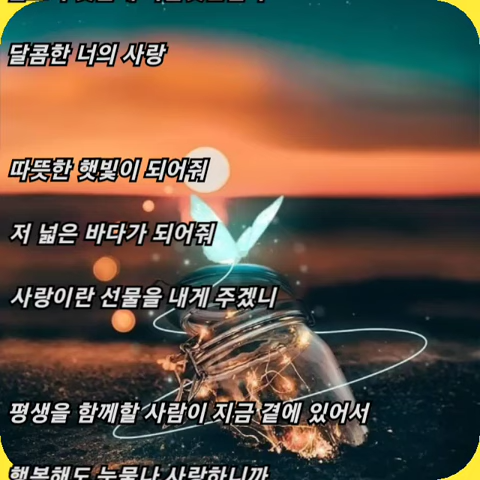 달콤한 너의 사랑
따뜻한 햇빛이 되어줘
저 넓은 바다가 되어줘
사랑이란 선물을 내게 주겠니
평생을 함께할 사람이 지금 곁에 있어서
행복해도 눈물나 사랑하니까